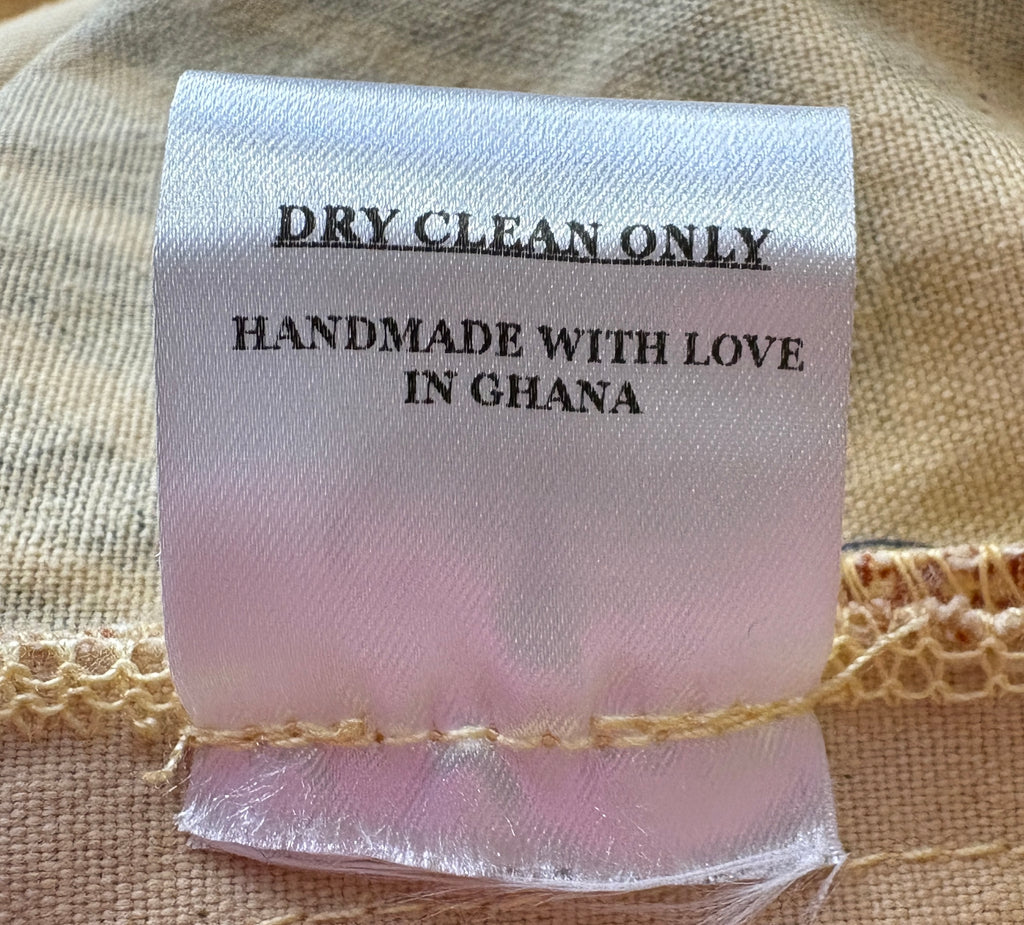 DRY CLEAN ONLY
HANDMADE WITH LOVE
IN GHANA